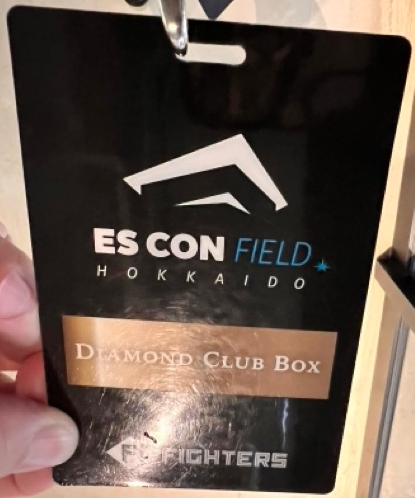 ES CON FIELD
HOKKAIDO
DIAMOND CLUB BOX
FIGHTERS